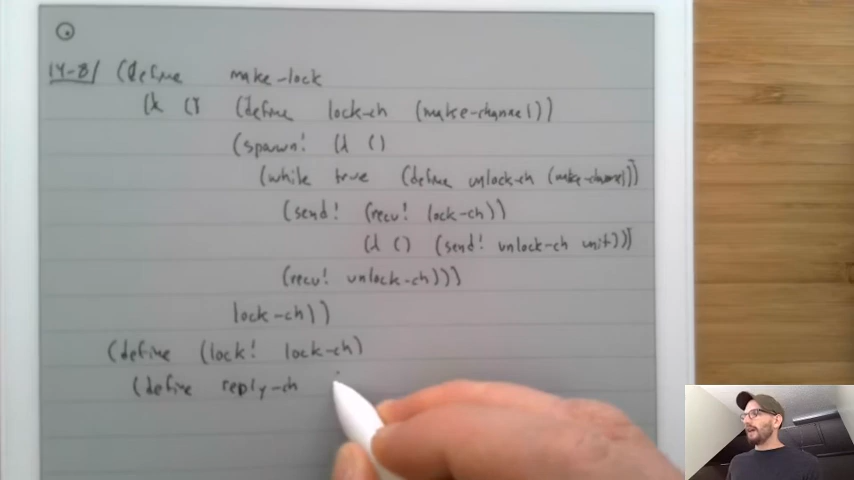 14-8/ (define make-lock
(λ () (define lock-ch (make-channel))
(spawn! (λ ()
(while true (define unlock-ch (make-channel))
(send! (recv! lock-ch))
(λ () (send! unlock-ch unit)))
(recv! unlock-ch)))
lock-ch))
(define (lock! lock-ch)
(define reply-ch